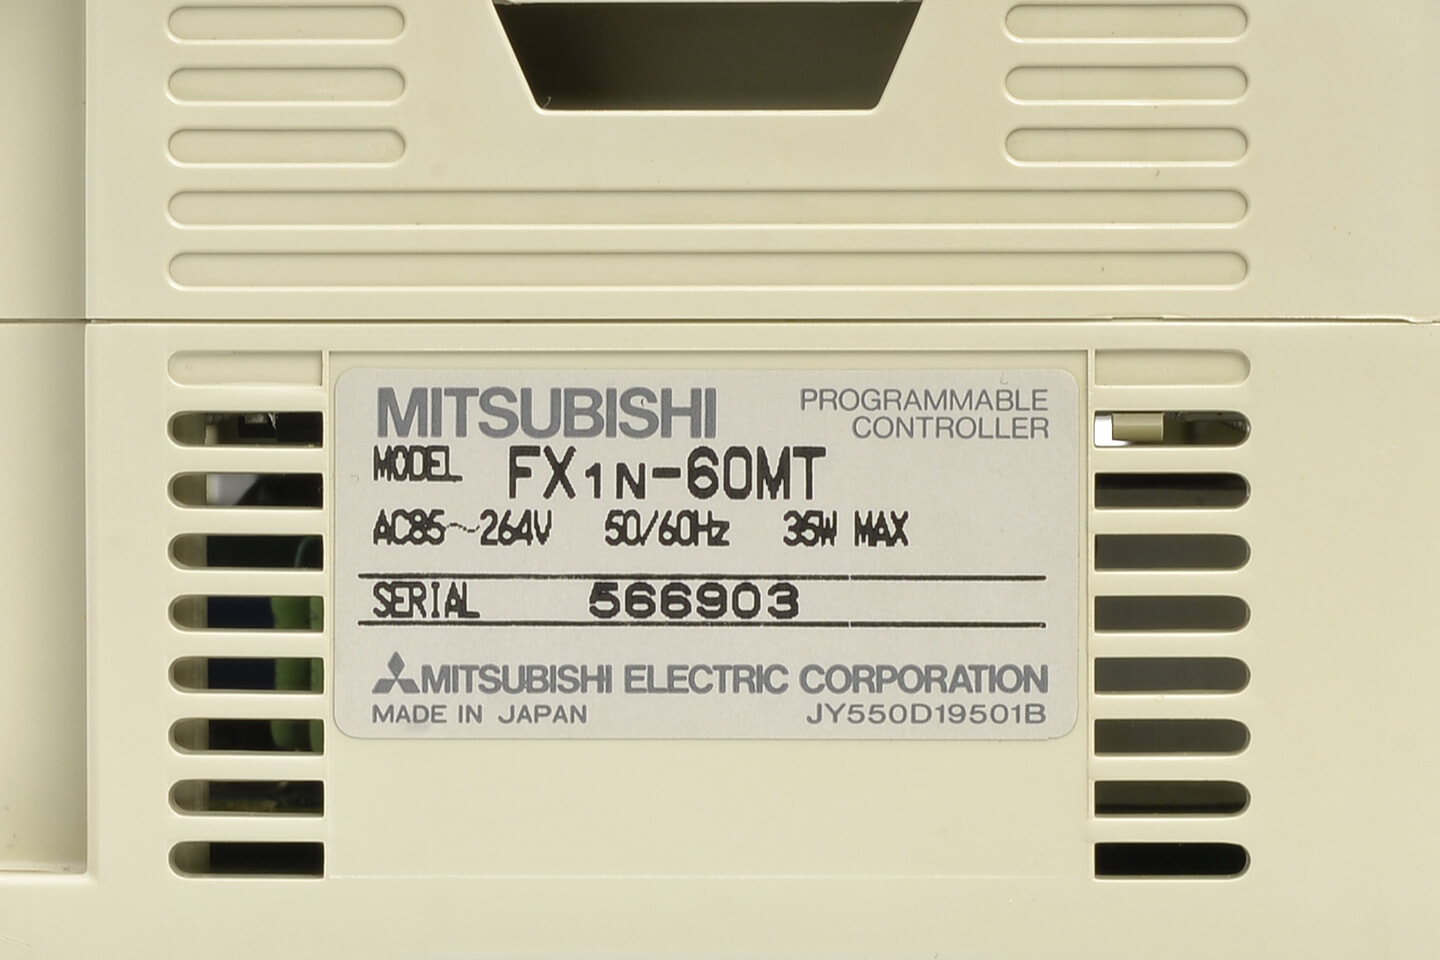 MITSUBISHI
PROGRAMMABLE
CONTROLLER
MODEL FX1N-60MT
AC85～264V 50/60Hz 35W MAX
SERIAL 566903
MITSUBISHI ELECTRIC CORPORATION
MADE IN JAPAN JY550D19501B